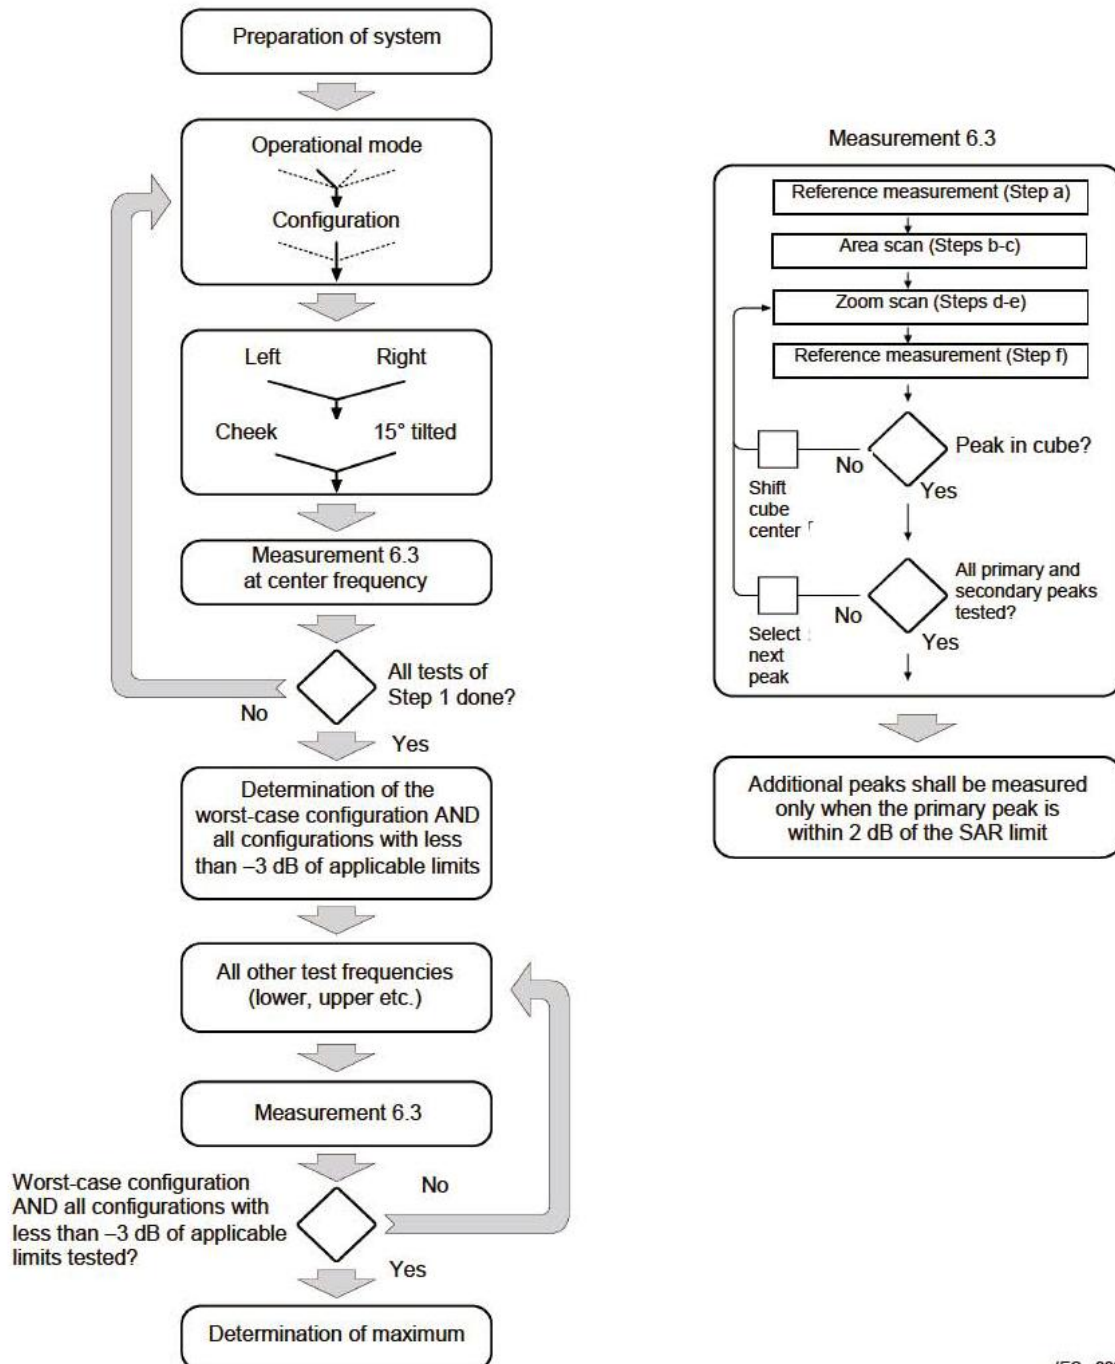 Preparation of system
Operational mode
Configuration
Left Right
Cheek 15° tilted
Measurement 6.3
at center frequency
All tests of
Step 1 done?
No
Yes
Determination of the
worst-case configuration AND
all configurations with less
than –3 dB of applicable limits
All other test frequencies
(lower, upper etc.)
Measurement 6.3
Worst-case configuration
AND all configurations with
less than –3 dB of applicable
limits tested?
No
Yes
Determination of maximum
Measurement 6.3
Reference measurement (Step a)
Area scan (Steps b-c)
Zoom scan (Steps d-e)
Reference measurement (Step f)
Peak in cube?
No
Yes
Shift
cube
center
All primary and
secondary peaks
tested?
No
Yes
Select
next
peak
Additional peaks shall be measured
only when the primary peak is
within 2 dB of the SAR limit